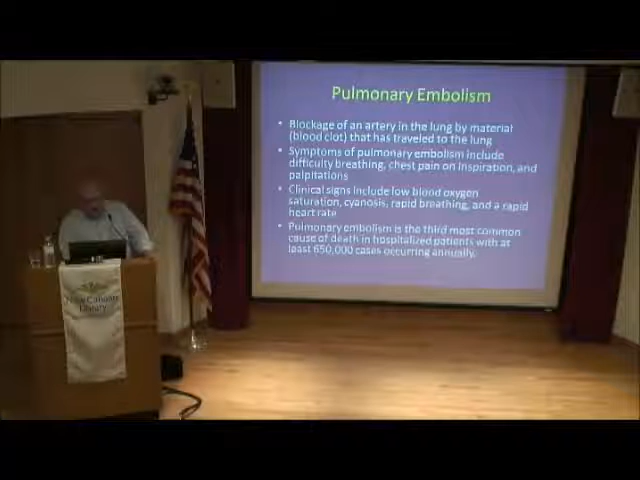 Pulmonary Embolism
• Blockage of an artery in the lung by material
(blood clot) that has traveled to the lung
• Symptoms of pulmonary embolism include
difficulty breathing, chest pain on inspiration, and
palpitations
• Clinical signs include low blood oxygen
saturation, cyanosis, rapid breathing, and a rapid
heart rate
• Pulmonary embolism is the third most common
cause of death in hospitalized patients with at
least 650,000 cases occurring annually.
New Canaan
Library